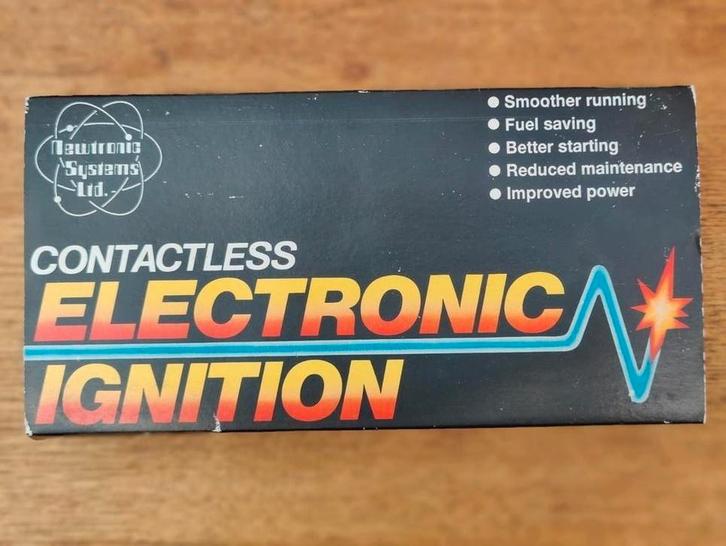 Newtronic
Systems
Ltd.
● Smoother running
● Fuel saving
● Better starting
● Reduced maintenance
● Improved power
CONTACTLESS
ELECTRONIC
IGNITION